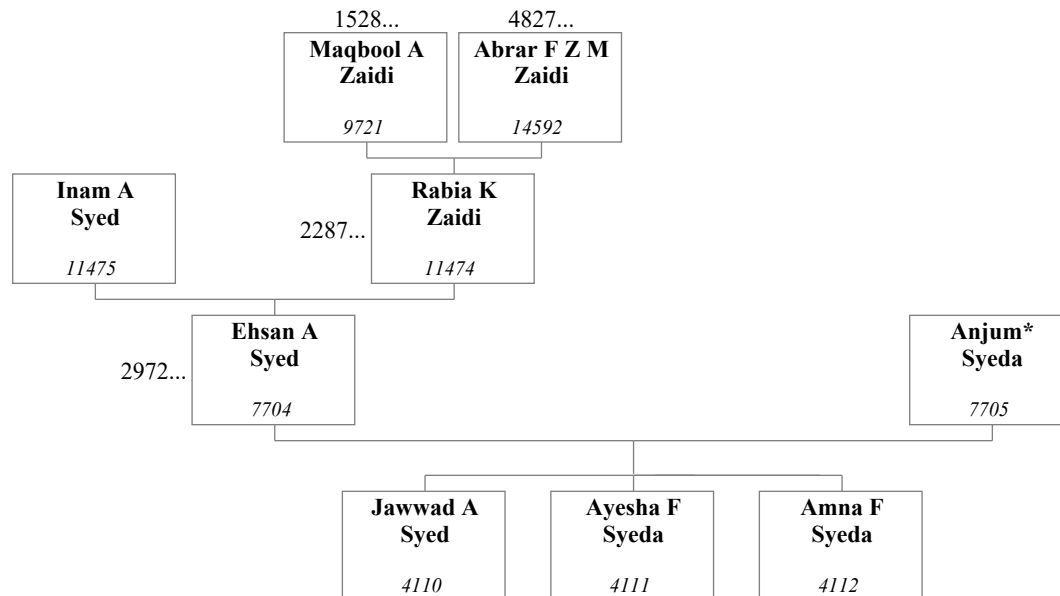 1528...
4827...
Maqbool A
Zaidi
9721
Abrar F Z M
Zaidi
14592
Inam A
Syed
11475
2287...
Rabia K
Zaidi
11474
2972...
Ehsan A
Syed
7704
Anjum*
Syeda
7705
Jawwad A
Syed
4110
Ayesha F
Syeda
4111
Amna F
Syeda
4112